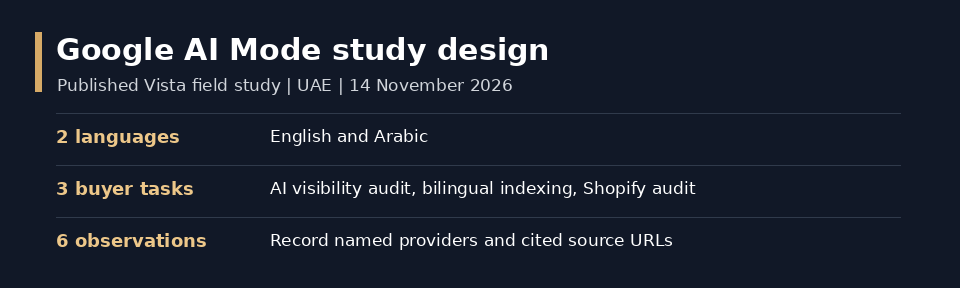 Google AI Mode study design
Published Vista field study | UAE | 14 November 2026
2 languages English and Arabic
3 buyer tasks AI visibility audit, bilingual indexing, Shopify audit
6 observations Record named providers and cited source URLs